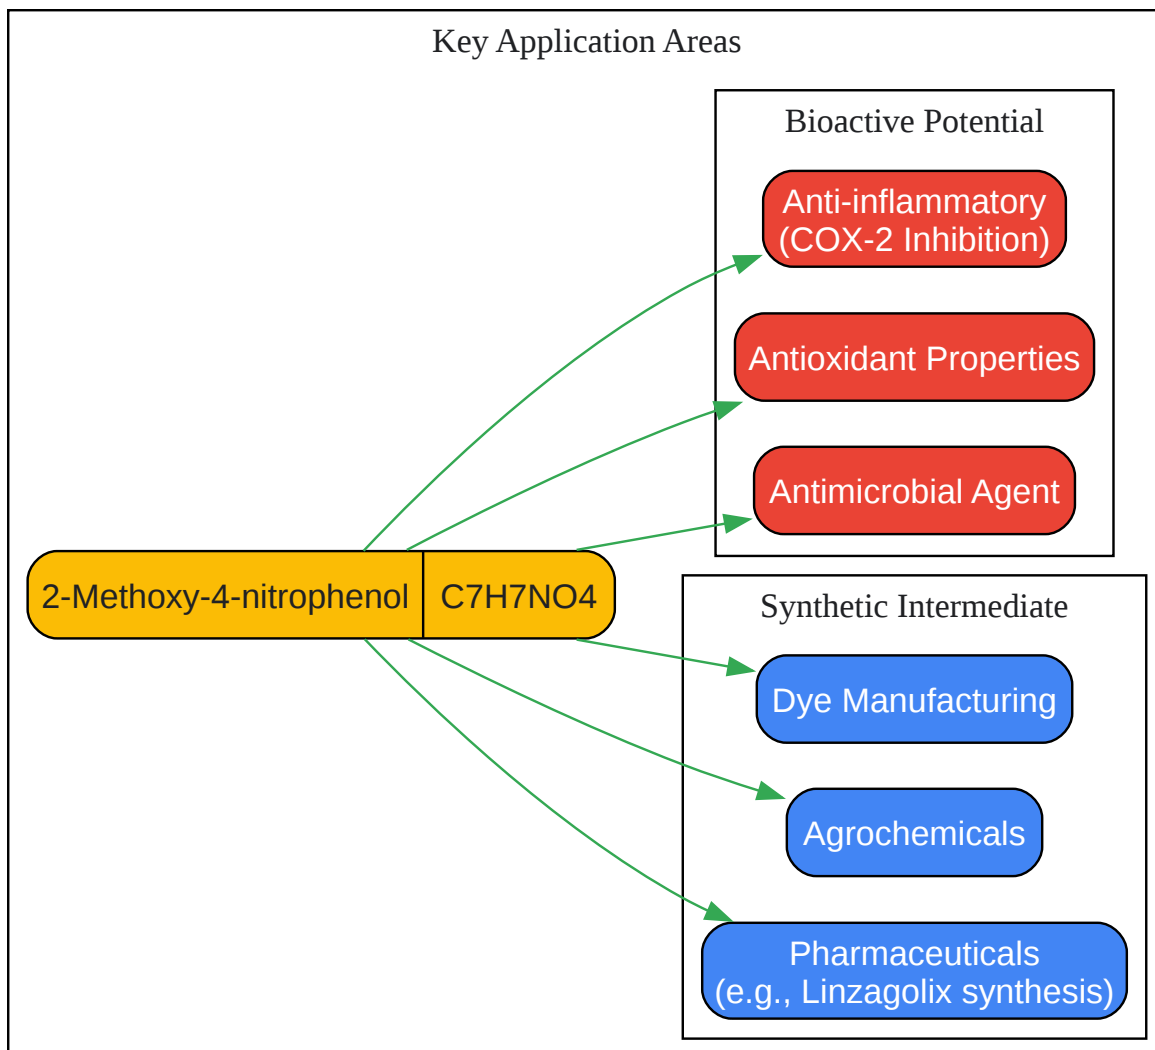 Key Application Areas
Bioactive Potential
Anti-inflammatory
(COX-2 Inhibition)
Antioxidant Properties
Antimicrobial Agent
2-Methoxy-4-nitrophenol
C7H7NO4
Synthetic Intermediate
Dye Manufacturing
Agrochemicals
Pharmaceuticals
(e.g., Linzagolix synthesis)